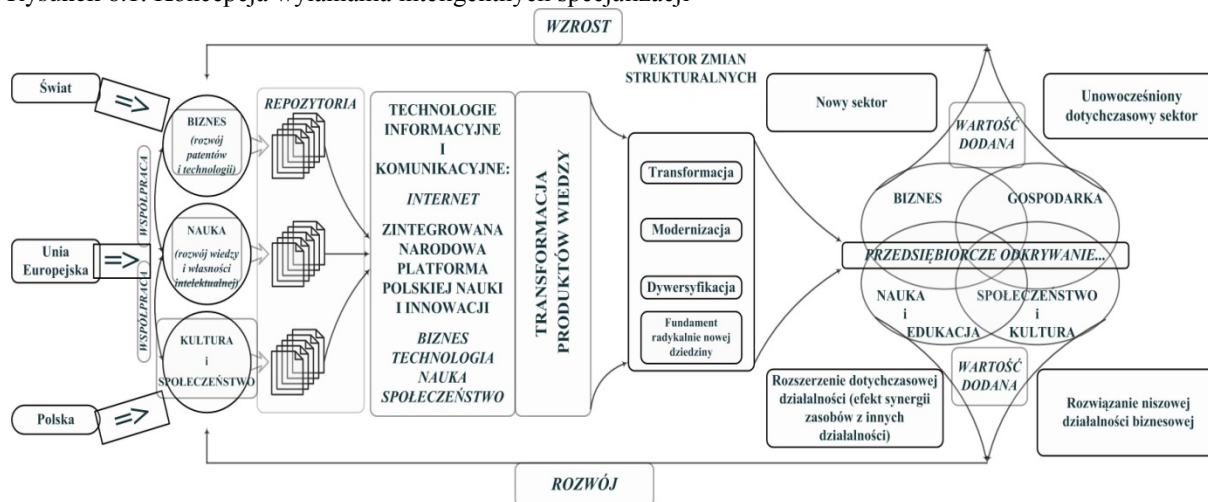 Rysunek 6.1. Koncepcja wyłaniania inteligentnych specjalizacji
WZROST
Świat
=>
Unia
Europejska
=>
Polska
=>
WSPÓŁPRACA
WSPÓŁPRACA
BIZNES
(rozwój
patentów
i technologii)
NAUKA
(rozwój wiedzy
i własności
intelektualnej)
KULTURA
i
SPOŁECZEŃSTWO
REPOZYTORIA
TECHNOLOGIE
INFORMACYJNE
I
KOMUNIKACYJNE:
INTERNET
ZINTEGROWANA
NARODOWA
PLATFORMA
POLSKIEJ NAUKI
I INNOWACJI
BIZNES
TECHNOLOGIA
NAUKA
SPOŁECZEŃSTWO
TRANSFORMACJA
PRODUKTÓW WIEDZY
WEKTOR ZMIAN
STRUKTURALNYCH
Transformacja
Modernizacja
Dywersyfikacja
Fundament
radykalnie nowej
dziedziny
Nowy sektor
Unowocześniony
dotychczasowy sektor
WARTOŚĆ
DODANA
BIZNES
GOSPODARKA
PRZEDSIĘBIORCZE ODKRYWANIE...
NAUKA
i
EDUKACJA
SPOŁECZEŃSTWO
i
KULTURA
WARTOŚĆ
DODANA
Rozszerzenie dotychczasowej
działalności (efekt synergii
zasobów z innych
działalności)
Rozwiązanie niszowej
działalności biznesowej
ROZWÓJ